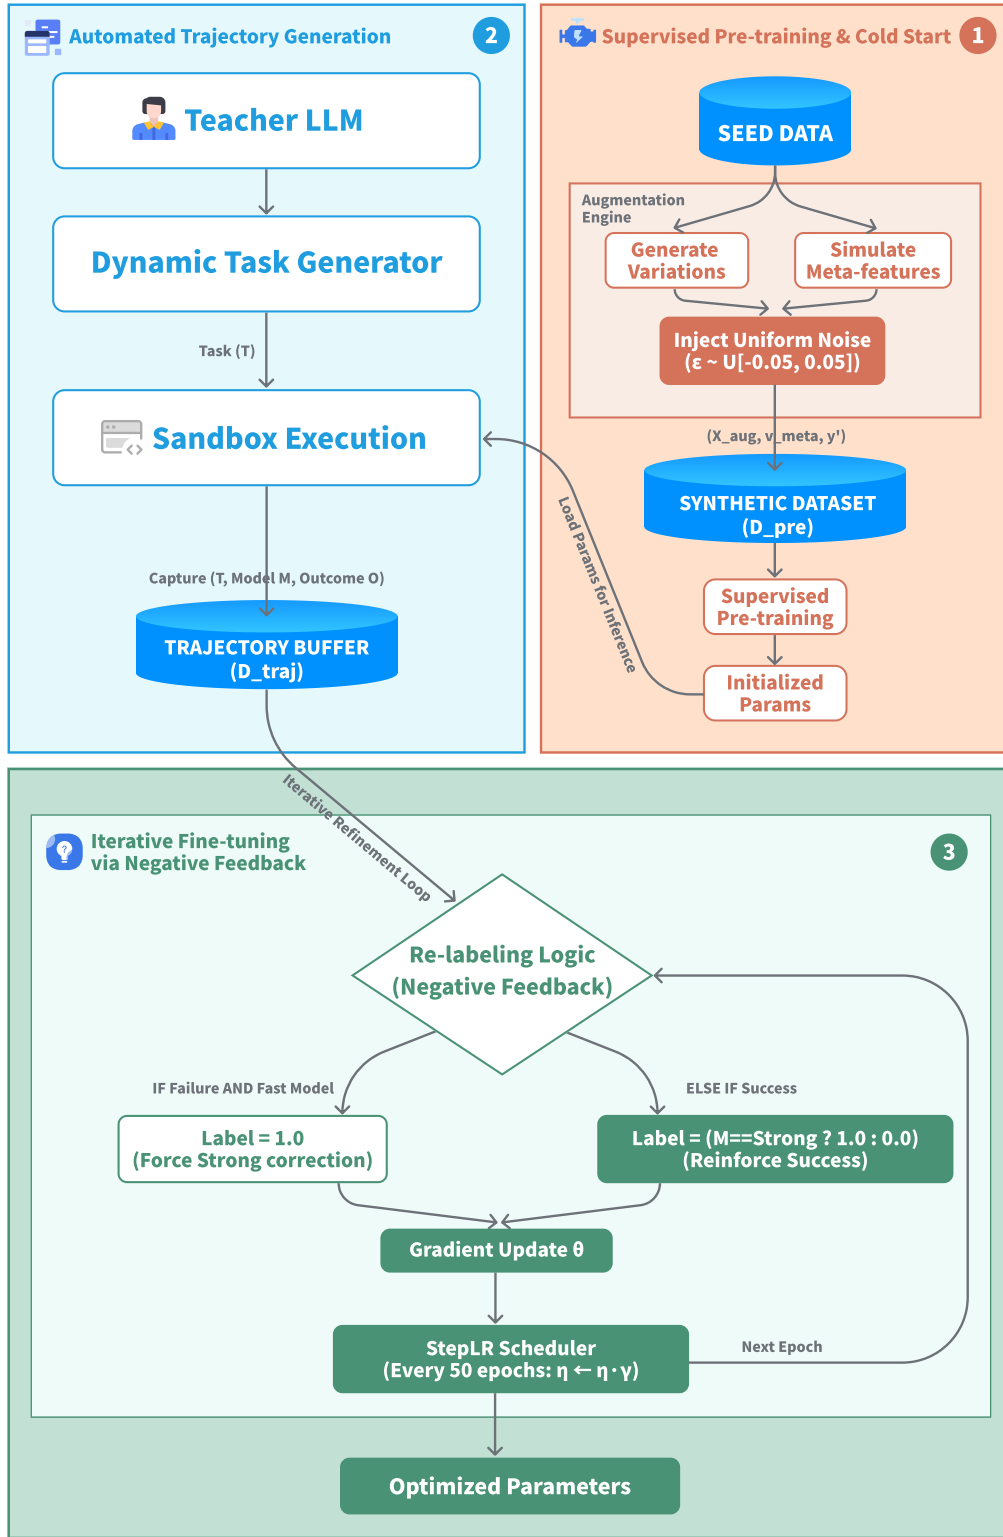 Automated Trajectory Generation
2
Teacher LLM
Dynamic Task Generator
Task (T)
Sandbox Execution
Capture (T, Model M, Outcome O)
TRAJECTORY BUFFER
(D_traj)
Supervised Pre-training & Cold Start
1
SEED DATA
Augmentation
Engine
Generate
Variations
Simulate
Meta-features
Inject Uniform Noise
(ε ~ U[-0.05, 0.05])
(X_aug, v_meta, y')
SYNTHETIC DATASET
(D_pre)
Supervised
Pre-training
Initialized
Params
Load Params for Inference
Iterative Refinement Loop
Iterative Fine-tuning
via Negative Feedback
?
3
Re-labeling Logic
(Negative Feedback)
IF Failure AND Fast Model
ELSE IF Success
Label = 1.0
(Force Strong correction)
Label = (M==Strong ? 1.0 : 0.0)
(Reinforce Success)
Gradient Update θ
StepLR Scheduler
(Every 50 epochs: η ← η · γ)
Next Epoch
Optimized Parameters